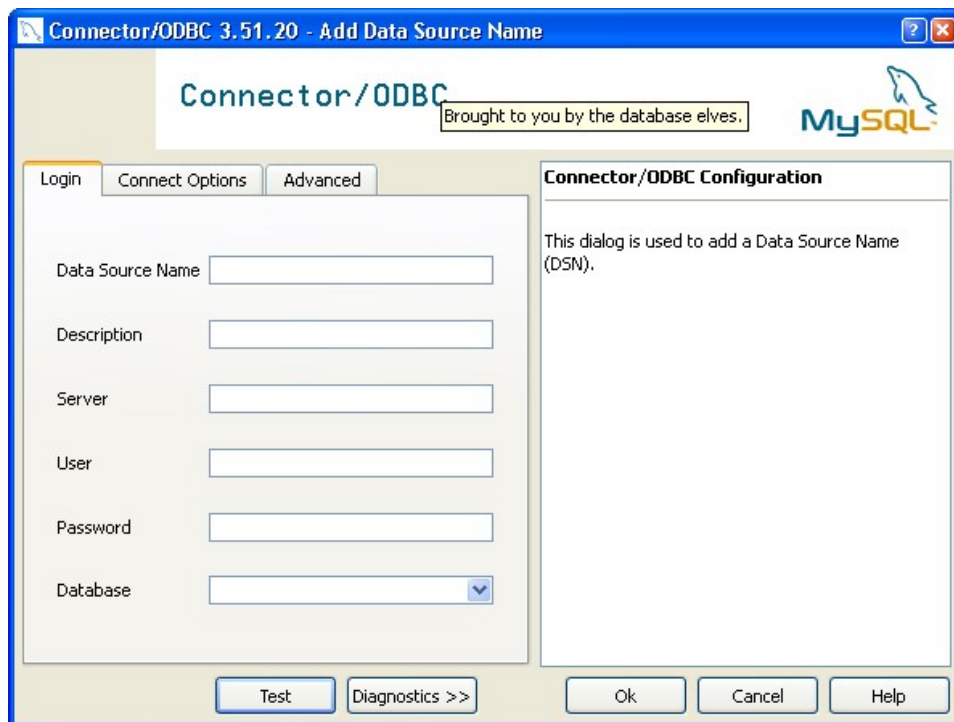 Connector/ODBC 3.51.20 - Add Data Source Name
Connector/ODBC
Brought to you by the database elves.
MySQL
Login
Connect Options
Advanced
Data Source Name
Description
Server
User
Password
Database
Connector/ODBC Configuration
This dialog is used to add a Data Source Name
(DSN).
Test
Diagnostics >>
Ok
Cancel
Help